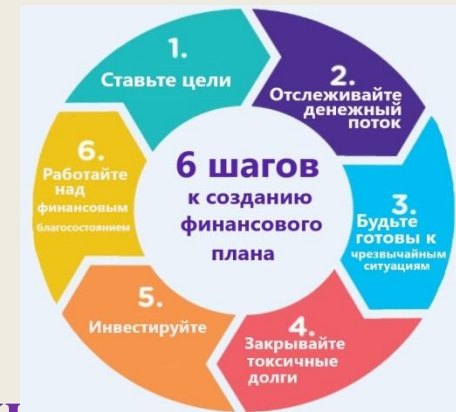 1.
Ставьте цели
2.
Отслеживайте
денежный
поток
3.
Будьте
готовы к
чрезвычайным
ситуациям
4.
Закрывайте
токсичные
долги
5.
Инвестируйте
6.
Работайте
над
финансовым
благосостоянием
6 шагов
к созданию
финансового
плана